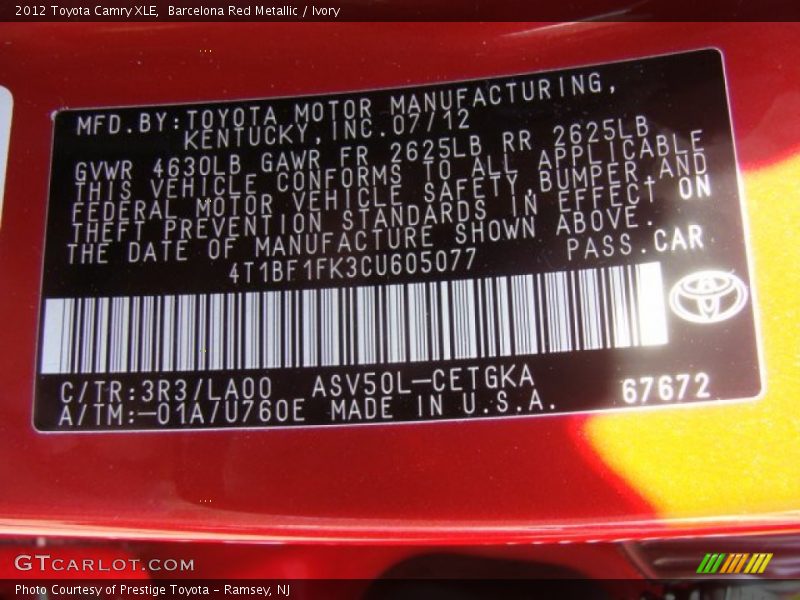 2012 Toyota Camry XLE,  Barcelona Red Metallic / Ivory
MFD.BY:TOYOTA MOTOR MANUFACTURING,
KENTUCKY,INC.07/12
GVWR 4630LB GAWR FR 2625LB RR 2625LB
THIS VEHICLE CONFORMS TO ALL APPLICABLE
FEDERAL MOTOR VEHICLE SAFETY,BUMPER,AND
THEFT PREVENTION STANDARDS IN EFFECT ON
THE DATE OF MANUFACTURE SHOWN ABOVE.
4T1BF1FK3CU605077 PASS.CAR
C/TR:3R3/LA00 ASV50L-CETGKA
A/TM:-01A/U760E MADE IN U.S.A. 67672
GTCARLOT.COM
Photo Courtesy of Prestige Toyota - Ramsey, NJ